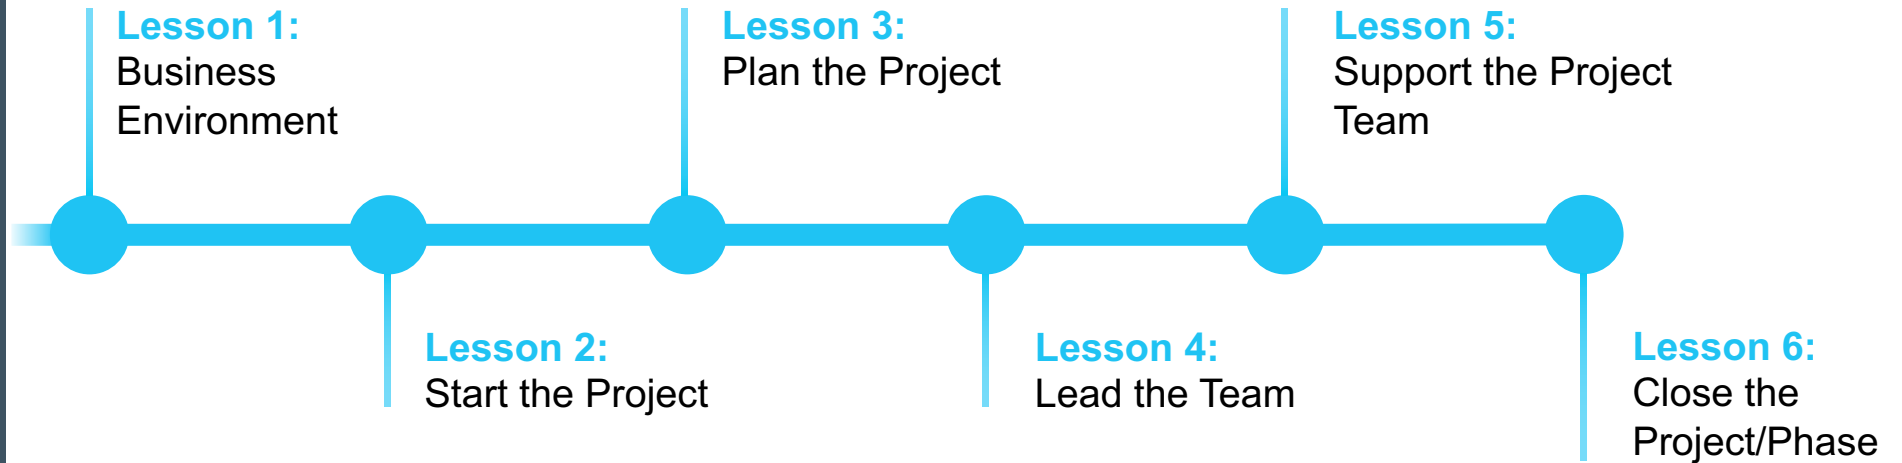 Lesson 1:
Business
Environment
Lesson 2:
Start the Project
Lesson 3:
Plan the Project
Lesson 4:
Lead the Team
Lesson 5:
Support the Project
Team
Lesson 6:
Close the
Project/Phase